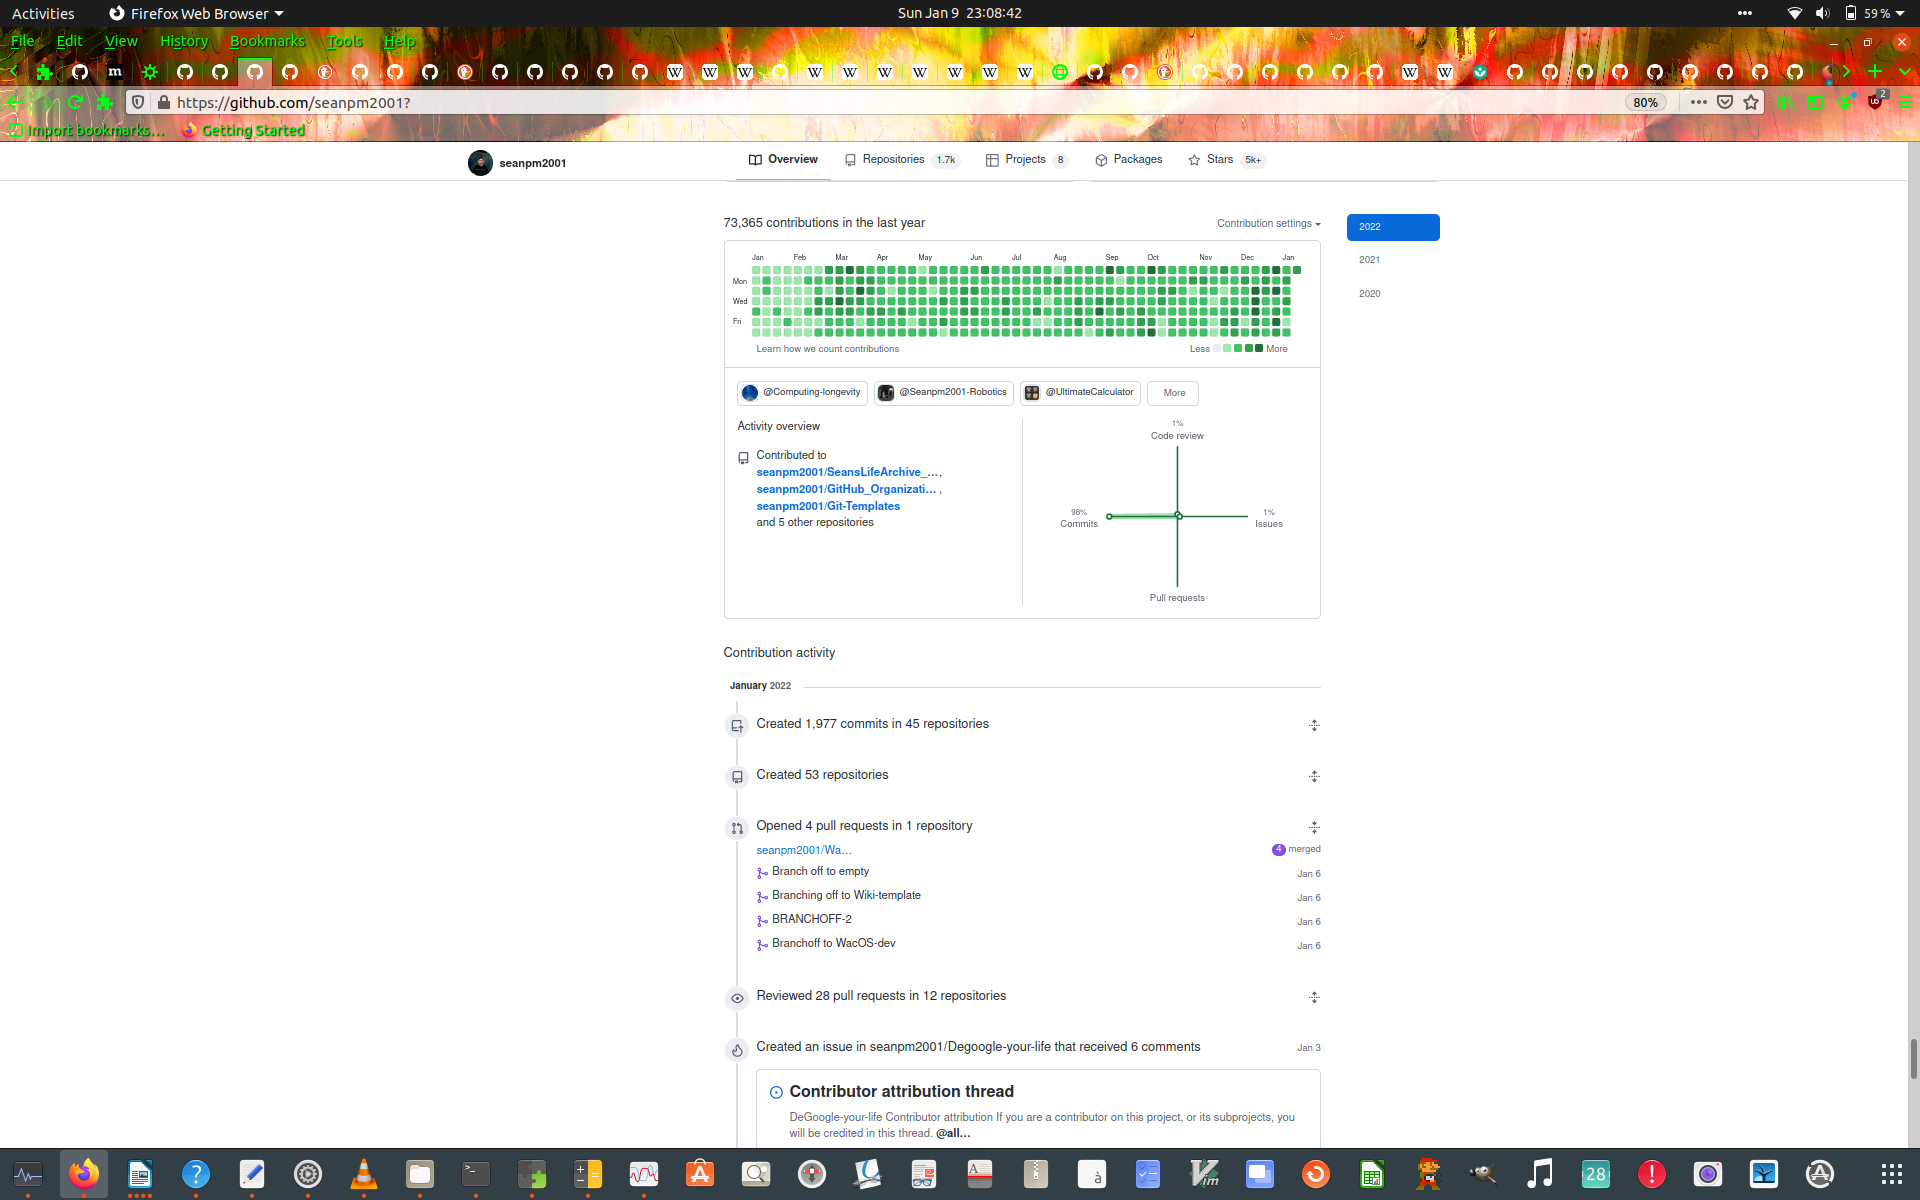 Activities Firefox Web Browser Sun Jan 9 23:08:42 59 %
File Edit View History Bookmarks Tools Help
https://github.com/seanpm2001? 80% 2
Import bookmarks... Getting Started
seanpm2001 Overview Repositories 1.7k Projects 8 Packages Stars 5k+
73,365 contributions in the last year Contribution settings 2022
2021
2020
Jan Feb Mar Apr May Jun Jul Aug Sep Oct Nov Dec Jan
Mon
Wed
Fri
Learn how we count contributions Less More
@Computing-longevity @Seanpm2001-Robotics @UltimateCalculator More
Activity overview
Contributed to
seanpm2001/SeansLifeArchive_…,
seanpm2001/GitHub_Organizati… ,
seanpm2001/Git-Templates
and 5 other repositories
1%
Code review
98%
Commits
1%
Issues
Pull requests
Contribution activity
January 2022
Created 1,977 commits in 45 repositories
Created 53 repositories
Opened 4 pull requests in 1 repository
seanpm2001/Wa… 4 merged
Branch off to empty Jan 6
Branching off to Wiki-template Jan 6
BRANCHOFF-2 Jan 6
Branchoff to WacOS-dev Jan 6
Reviewed 28 pull requests in 12 repositories
Created an issue in seanpm2001/Degoogle-your-life that received 6 comments Jan 3
Contributor attribution thread
DeGoogle-your-life Contributor attribution If you are a contributor on this project, or its subprojects, you
will be credited in this thread. @all…
28